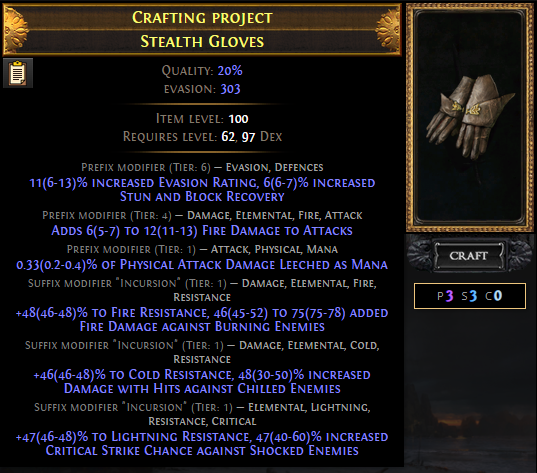 Crafting project
Stealth Gloves
Quality: 20%
evasion: 303
Item level: 100
Requires level: 62, 97 Dex
Prefix modifier (Tier: 6) — Evasion, Defences
11(6-13)% increased Evasion Rating, 6(6-7)% increased
Stun and Block Recovery
Prefix modifier (Tier: 4) — Damage, Elemental, Fire, Attack
Adds 6(5-7) to 12(11-13) Fire Damage to Attacks
Prefix modifier (Tier: 1) — Attack, Physical, Mana
0.33(0.2-0.4)% of Physical Attack Damage Leeched as Mana
Suffix modifier "Incursion" (Tier: 1) — Damage, Elemental, Fire,
Resistance
+48(46-48)% to Fire Resistance, 46(45-52) to 75(75-78) added
Fire Damage against Burning Enemies
Suffix modifier "Incursion" (Tier: 1) — Damage, Elemental, Cold,
Resistance
+46(46-48)% to Cold Resistance, 48(30-50)% increased
Damage with Hits against Chilled Enemies
Suffix modifier "Incursion" (Tier: 1) — Elemental, Lightning,
Resistance, Critical
+47(46-48)% to Lightning Resistance, 47(40-60)% increased
Critical Strike Chance against Shocked Enemies
CRAFT
P3 S3 C0